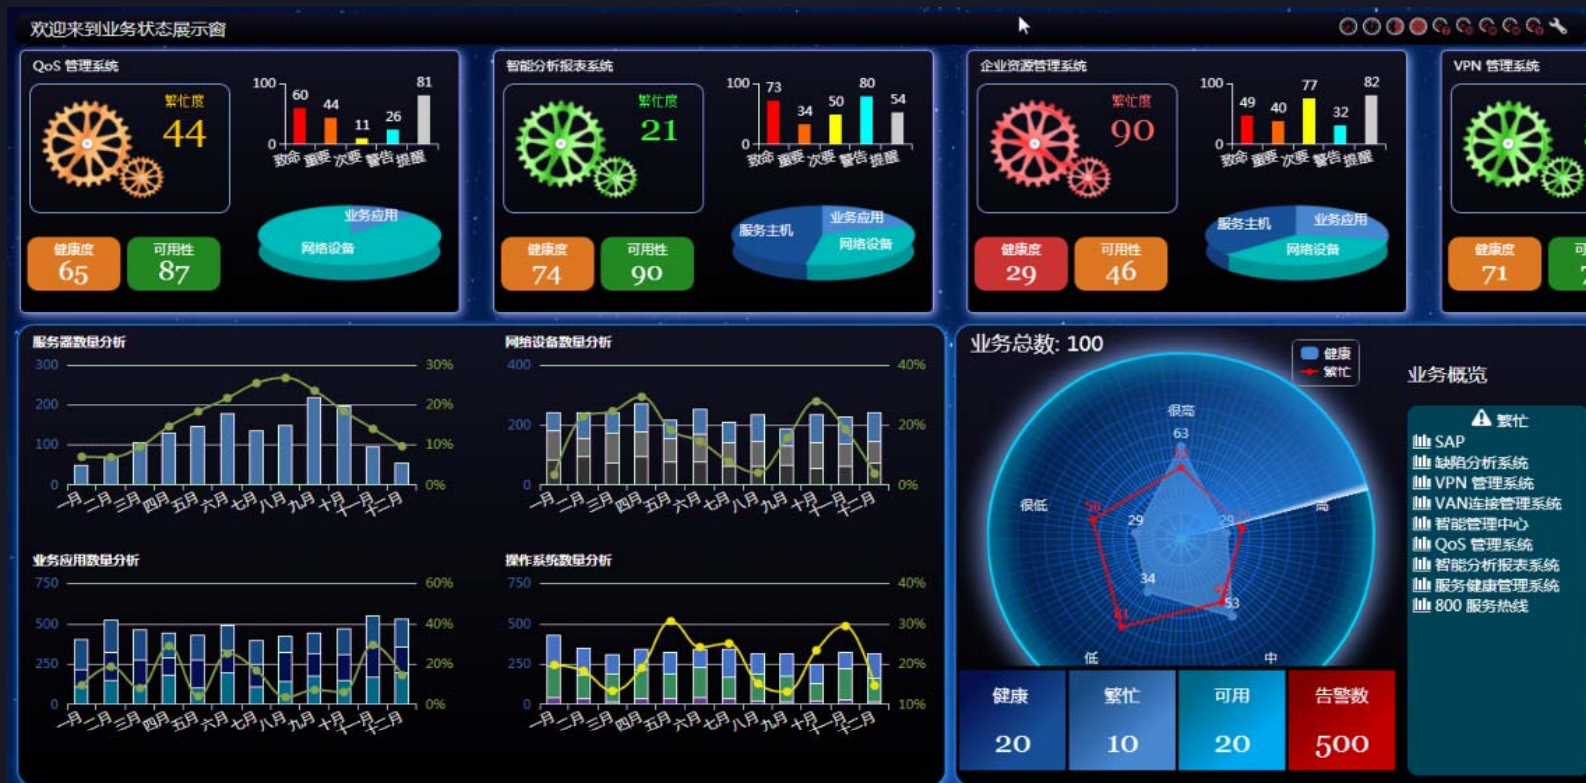 欢迎来到业务状态展示窗
QoS 管理系统
繁忙度
44
100
0
60
44
11
26
81
致命 重要 次要 警告 提醒
业务应用
网络设备
健康度
65
可用性
87
智能分析报表系统
繁忙度
21
100
0
73
34
50
80
54
致命 重要 次要 警告 提醒
服务主机
业务应用
网络设备
健康度
74
可用性
90
企业资源管理系统
繁忙度
90
100
0
49
40
77
32
82
致命 重要 次要 警告 提醒
服务主机
业务应用
网络设备
健康度
29
可用性
46
VPN 管理系统
健康度
71
服务器数量分析
300
200
100
0
30%
20%
10%
0%
一月 二月 三月 四月 五月 六月 七月 八月 九月 十月 十一月 十二月
网络设备数量分析
400
200
0
40%
20%
0%
一月 二月 三月 四月 五月 六月 七月 八月 九月 十月 十一月 十二月
业务应用数量分析
750
500
250
0
60%
40%
20%
0%
一月 二月 三月 四月 五月 六月 七月 八月 九月 十月 十一月 十二月
操作系统数量分析
750
500
250
0
40%
30%
20%
10%
一月 二月 三月 四月 五月 六月 七月 八月 九月 十月 十一月 十二月
业务总数: 100
健康
繁忙
很高
63
很低
29
29
高
34
53
低
中
健康
20
繁忙
10
可用
20
告警数
500
业务概览
繁忙
SAP
缺陷分析系统
VPN 管理系统
VAN连接管理系统
智能管理中心
QoS 管理系统
智能分析报表系统
服务健康管理系统
800 服务热线